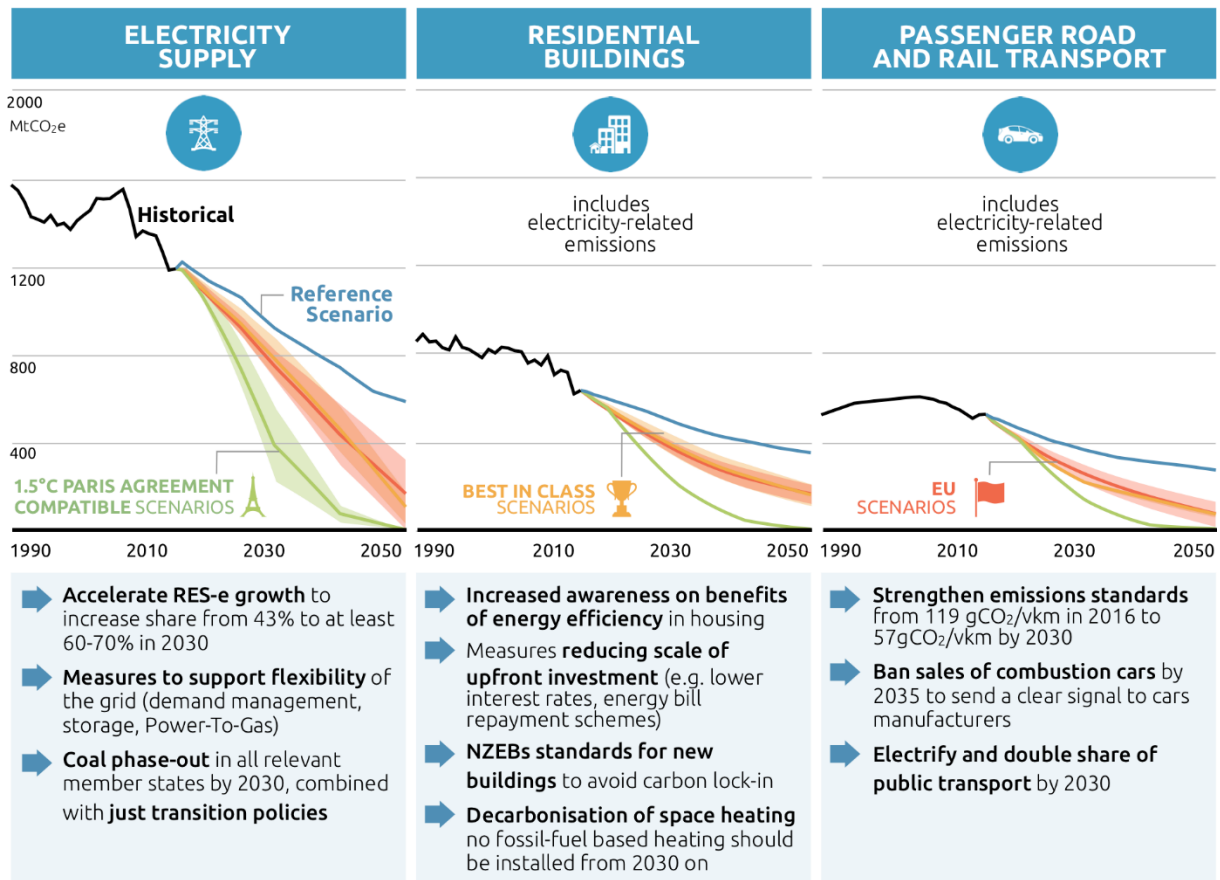 ELECTRICITY
SUPPLY
2000
MtCO₂e
Historical
1200
Reference
Scenario
800
400
1.5°C PARIS AGREEMENT
COMPATIBLE SCENARIOS
1990
2010
2030
2050
Accelerate RES-e growth to
increase share from 43% to at least
60-70% in 2030
Measures to support flexibility of
the grid (demand management,
storage, Power-To-Gas)
Coal phase-out in all relevant
member states by 2030, combined
with just transition policies
RESIDENTIAL
BUILDINGS
includes
electricity-related
emissions
BEST IN CLASS
SCENARIOS
1990
2010
2030
2050
Increased awareness on benefits
of energy efficiency in housing
Measures reducing scale of
upfront investment (e.g. lower
interest rates, energy bill
repayment schemes)
NZEBs standards for new
buildings to avoid carbon lock-in
Decarbonisation of space heating
no fossil-fuel based heating should
be installed from 2030 on
PASSENGER ROAD
AND RAIL TRANSPORT
includes
electricity-related
emissions
EU
SCENARIOS
1990
2010
2030
2050
Strengthen emissions standards
from 119 gCO₂/vkm in 2016 to
57gCO₂/vkm by 2030
Ban sales of combustion cars by
2035 to send a clear signal to cars
manufacturers
Electrify and double share of
public transport by 2030